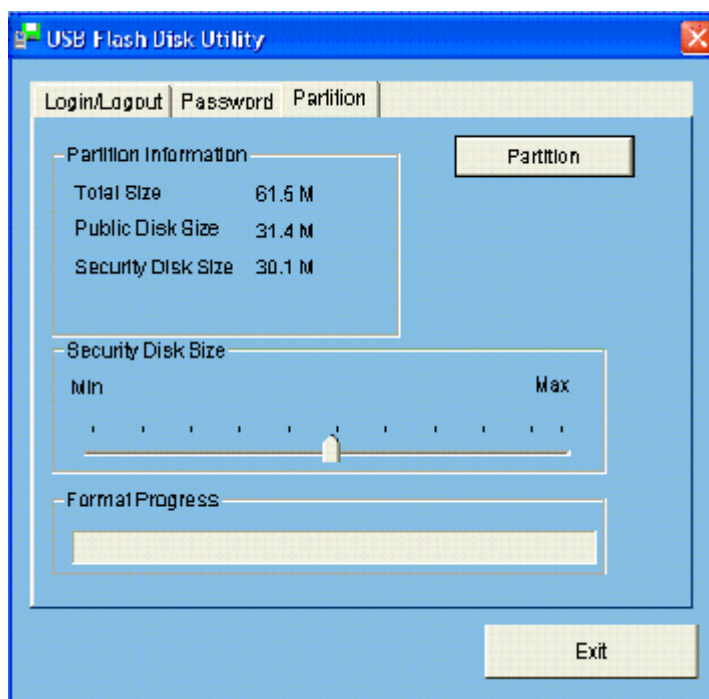 USB Flash Disk Utility
Login/Logout Password Partition
Partition Information
Partition
Total Size 61.5 M
Public Disk Size 31.4 M
Security Disk Size 30.1 M
Security Disk Size
Min Max
Format Progress
Exit